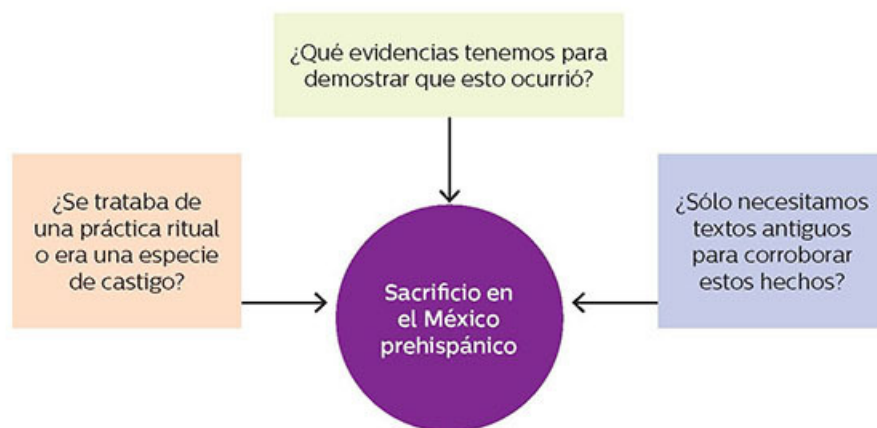 ¿Qué evidencias tenemos para
demostrar que esto ocurrió?
¿Se trataba de
una práctica ritual
o era una especie
de castigo?
Sacrificio en
el México
prehispánico
¿Sólo necesitamos
textos antiguos
para corroborar
estos hechos?